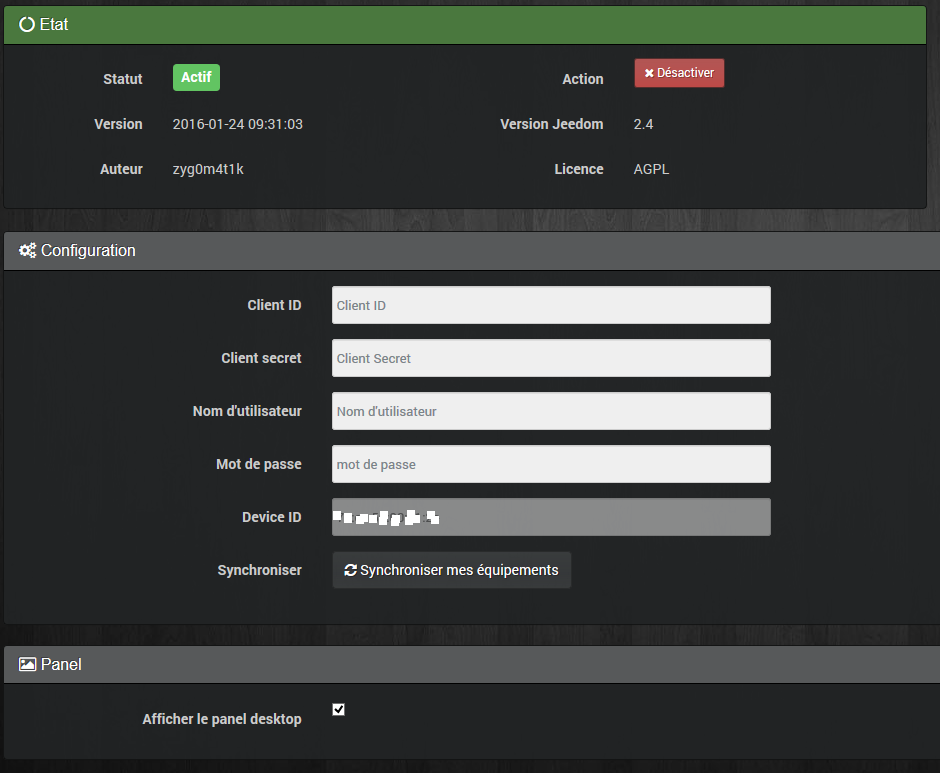 Etat
Statut Actif Action Désactiver
Version 2016-01-24 09:31:03 Version Jeedom 2.4
Auteur zyg0m4t1k Licence AGPL
Configuration
Client ID Client ID
Client secret Client Secret
Nom d'utilisateur Nom d'utilisateur
Mot de passe mot de passe
Device ID
Synchroniser Synchroniser mes équipements
Panel
Afficher le panel desktop